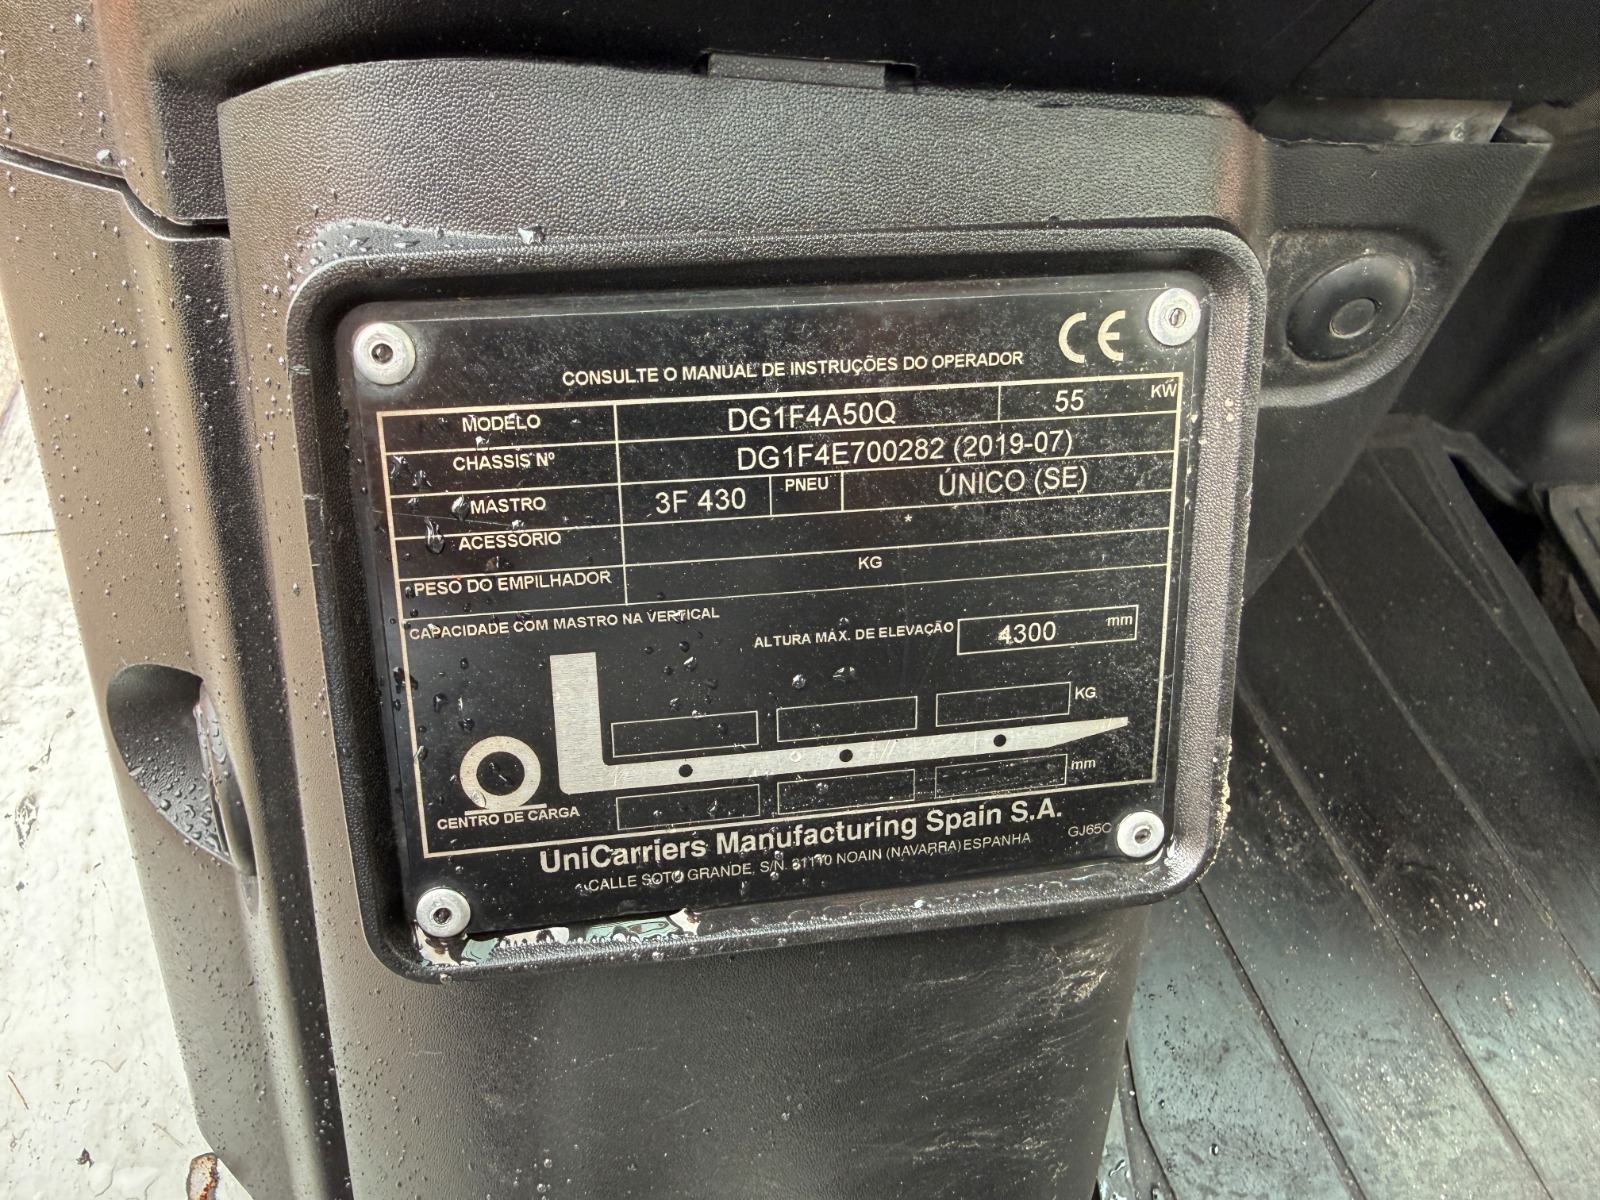 CE
CONSULTE O MANUAL DE INSTRUÇÕES DO OPERADOR
MODELO DG1F4A50Q 55 KW
CHASSIS Nº DG1F4E700282 (2019-07)
MASTRO 3F 430 PNEU ÚNICO (SE)
ACESSÓRIO *
PESO DO EMPILHADOR KG
CAPACIDADE COM MASTRO NA VERTICAL
ALTURA MÁX. DE ELEVAÇÃO 4300 mm
KG
mm
CENTRO DE CARGA
UniCarriers Manufacturing Spain S.A.
GJ65C
CALLE SOTO GRANDE, S/N. 31110 NOAIN (NAVARRA) ESPANHA